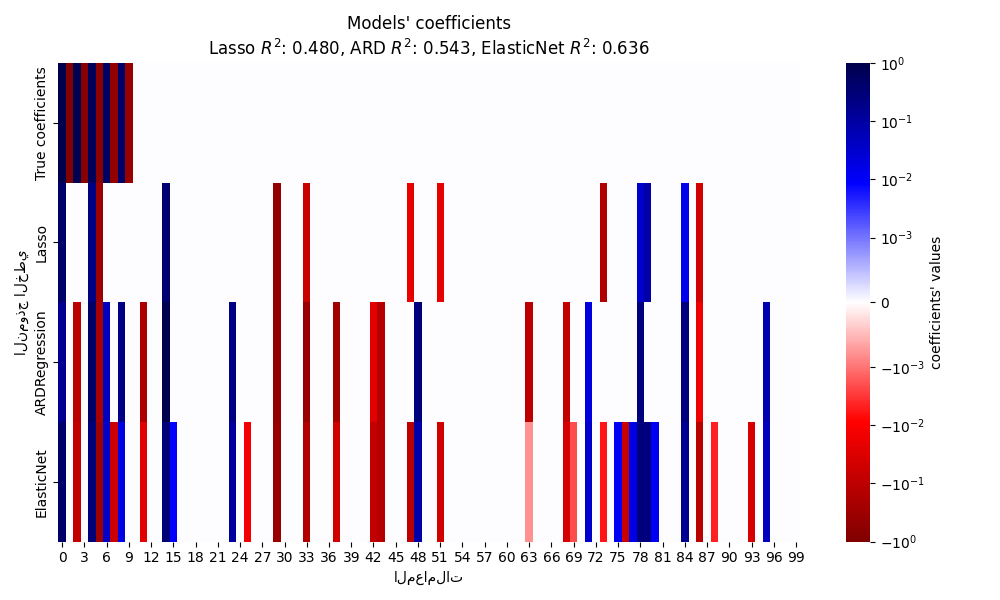 Models' coefficients
Lasso R²: 0.480, ARD R²: 0.543, ElasticNet R²: 0.636
النموذج الخطي
True coefficients
Lasso
ARDRegression
ElasticNet
0 3 6 9 12 15 18 21 24 27 30 33 36 39 42 45 48 51 54 57 60 63 66 69 72 75 78 81 84 87 90 93 96 99
المعاملات
10⁰
10⁻¹
10⁻²
10⁻³
0
−10⁻³
−10⁻²
−10⁻¹
−10⁰
coefficients' values